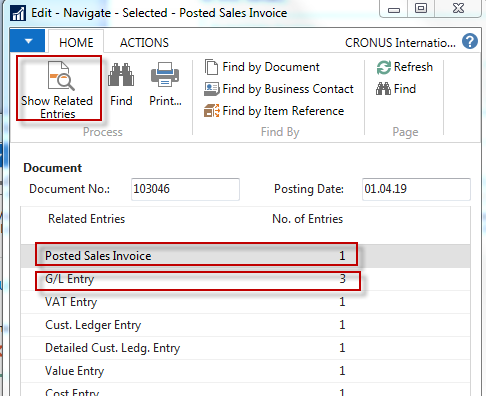 Edit - Navigate - Selected - Posted Sales Invoice
HOME ACTIONS CRONUS Internatio...
Show Related Entries
Find
Print...
Process
Find by Document
Find by Business Contact
Find by Item Reference
Find By
Refresh
Find
Page
Document
Document No.: 103046 Posting Date: 01.04.19
Related Entries No. of Entries
Posted Sales Invoice 1
G/L Entry 3
VAT Entry 1
Cust. Ledger Entry 1
Detailed Cust. Ledg. Entry 1
Value Entry 1
Cost Entry 1